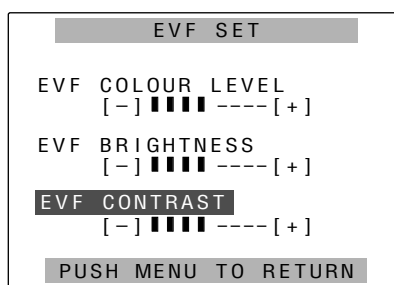 EVF SET
EVF COLOUR LEVEL
[-]▮▮▮▮----[+]
EVF BRIGHTNESS
[-]▮▮▮▮----[+]
EVF CONTRAST
[-]▮▮▮▮----[+]
PUSH MENU TO RETURN